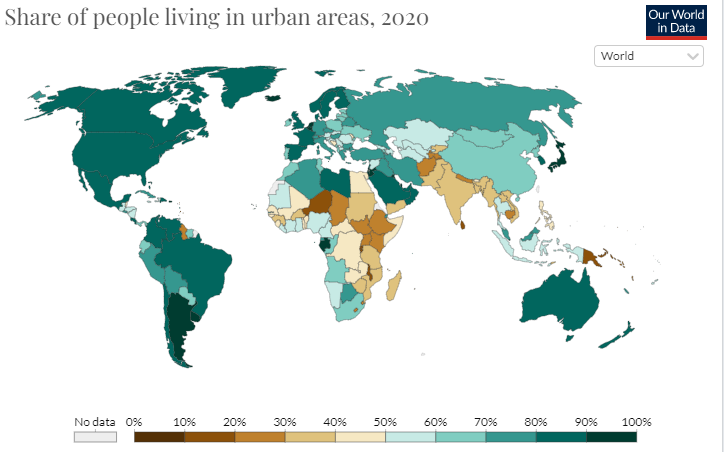 Share of people living in urban areas, 2020
Our World
in Data
World
No data 0% 10% 20% 30% 40% 50% 60% 70% 80% 90% 100%